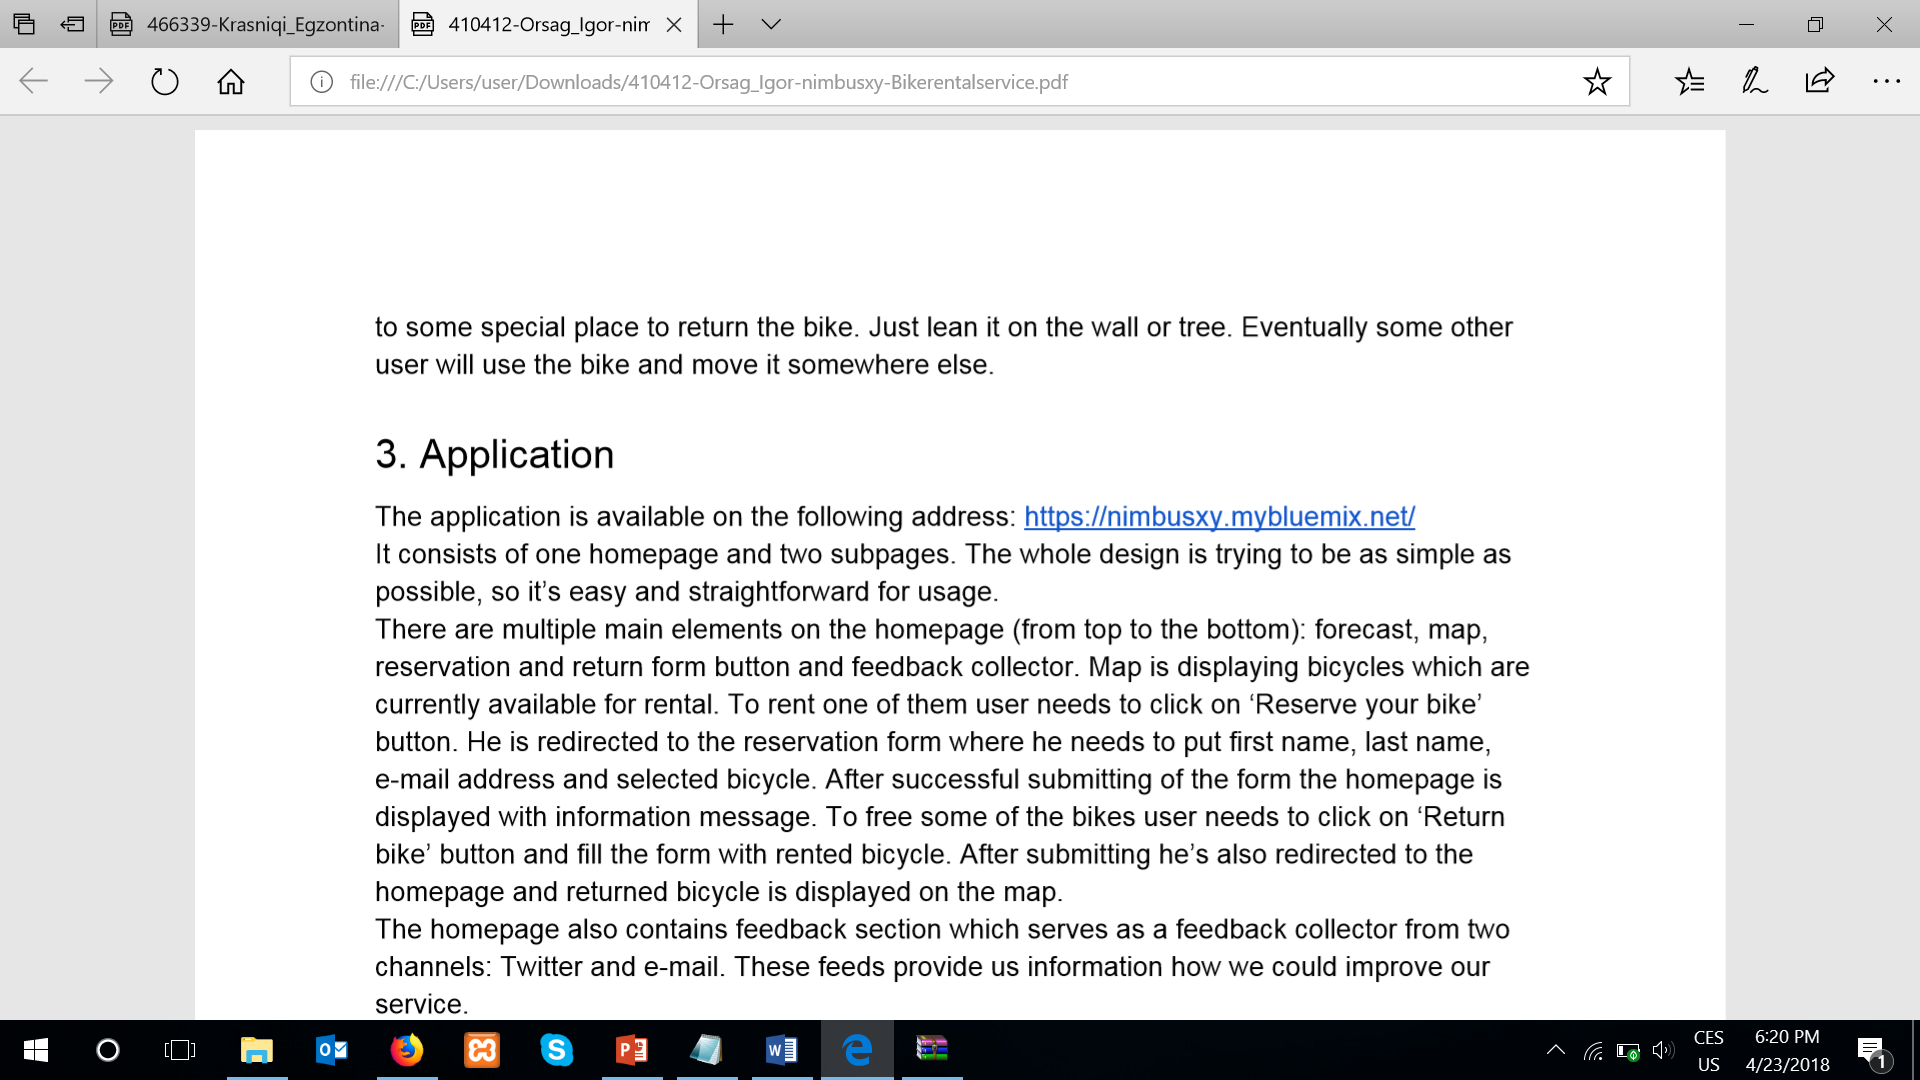 466339-Krasniqi_Egzontina-
410412-Orsag_Igor-nim
file:///C:/Users/user/Downloads/410412-Orsag_Igor-nimbusxy-Bikerentalservice.pdf
to some special place to return the bike. Just lean it on the wall or tree. Eventually some other
user will use the bike and move it somewhere else.
3. Application
The application is available on the following address: https://nimbusxy.mybluemix.net/
It consists of one homepage and two subpages. The whole design is trying to be as simple as
possible, so it’s easy and straightforward for usage.
There are multiple main elements on the homepage (from top to the bottom): forecast, map,
reservation and return form button and feedback collector. Map is displaying bicycles which are
currently available for rental. To rent one of them user needs to click on ‘Reserve your bike’
button. He is redirected to the reservation form where he needs to put first name, last name,
e-mail address and selected bicycle. After successful submitting of the form the homepage is
displayed with information message. To free some of the bikes user needs to click on ‘Return
bike’ button and fill the form with rented bicycle. After submitting he’s also redirected to the
homepage and returned bicycle is displayed on the map.
The homepage also contains feedback section which serves as a feedback collector from two
channels: Twitter and e-mail. These feeds provide us information how we could improve our
service.
CES
US
6:20 PM
4/23/2018
1